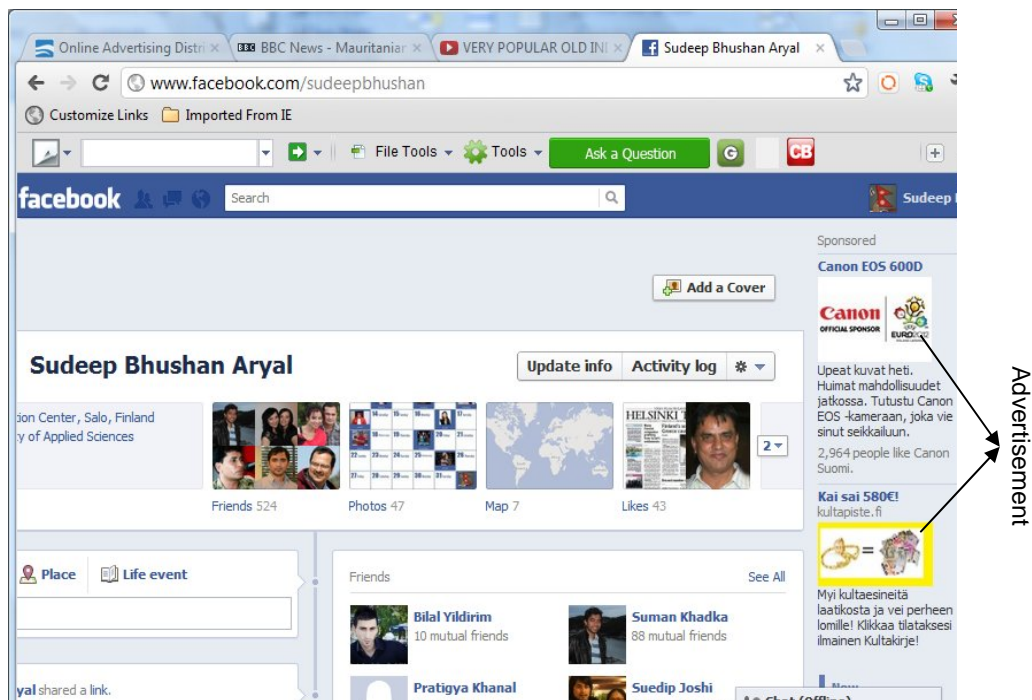 Online Advertising Distri
BBC BBC News - Mauritanian
VERY POPULAR OLD INI
f Sudeep Bhushan Aryal
www.facebook.com/sudeepbhushan
Customize Links Imported From IE
File Tools Tools Ask a Question G CB
facebook Search Sudeep
Sponsored
Canon EOS 600D
Add a Cover
Canon
OFFICIAL SPONSOR
Sudeep Bhushan Aryal
Update info Activity log
Upeat kuvat heti.
Huimat mahdollisuudet
jatkossa. Tutustu Canon
EOS -kameraan, joka vie
sinut seikkailuun.
2,964 people like Canon
Suomi.
tion Center, Salo, Finland
y of Applied Sciences
HELSINKI T
2
Friends 524
Photos 47
Map 7
Likes 43
Kai sai 580€!
kultapiste.fi
=
Myi kultaesineitä
laatikosta ja vei perheen
lomille! Klikkaa tilataksesi
ilmainen Kultakirje!
Advertisement
Place Life event
Friends See All
Bilal Yildirim
10 mutual friends
Suman Khadka
88 mutual friends
Pratigya Khanal
Suedip Joshi
yal shared a link.
Chat (Offline)